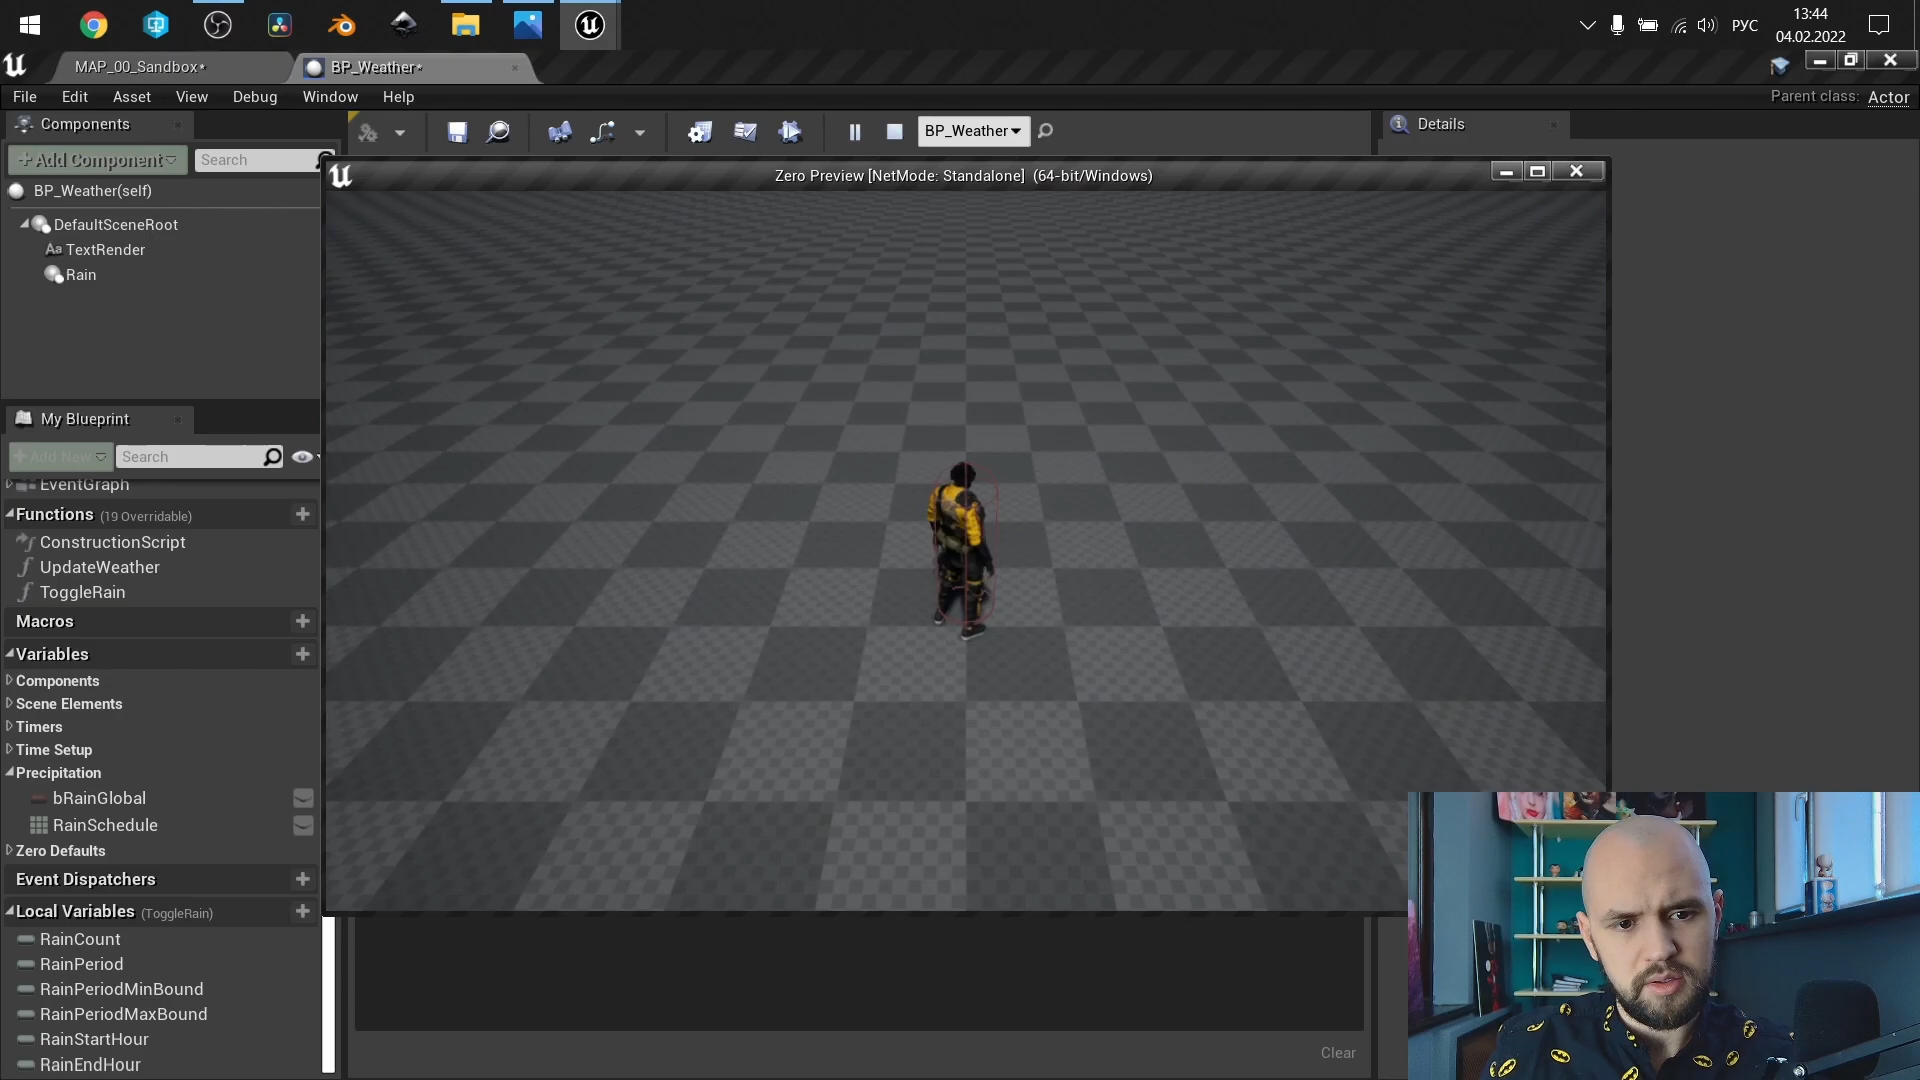 РУС
13:44
04.02.2022
MAP_00_Sandbox*
BP_Weather*
File Edit Asset View Debug Window Help
Parent class: Actor
Components
BP_Weather
Details
+Add Component
Search
Zero Preview [NetMode: Standalone] (64-bit/Windows)
BP_Weather(self)
DefaultSceneRoot
Aa TextRender
Rain
My Blueprint
+Add New
Search
EventGraph
Functions (19 Overridable)
ConstructionScript
UpdateWeather
ToggleRain
Macros
Variables
Components
Scene Elements
Timers
Time Setup
Precipitation
bRainGlobal
RainSchedule
Zero Defaults
Event Dispatchers
Local Variables (ToggleRain)
RainCount
RainPeriod
RainPeriodMinBound
RainPeriodMaxBound
RainStartHour
RainEndHour
Clear